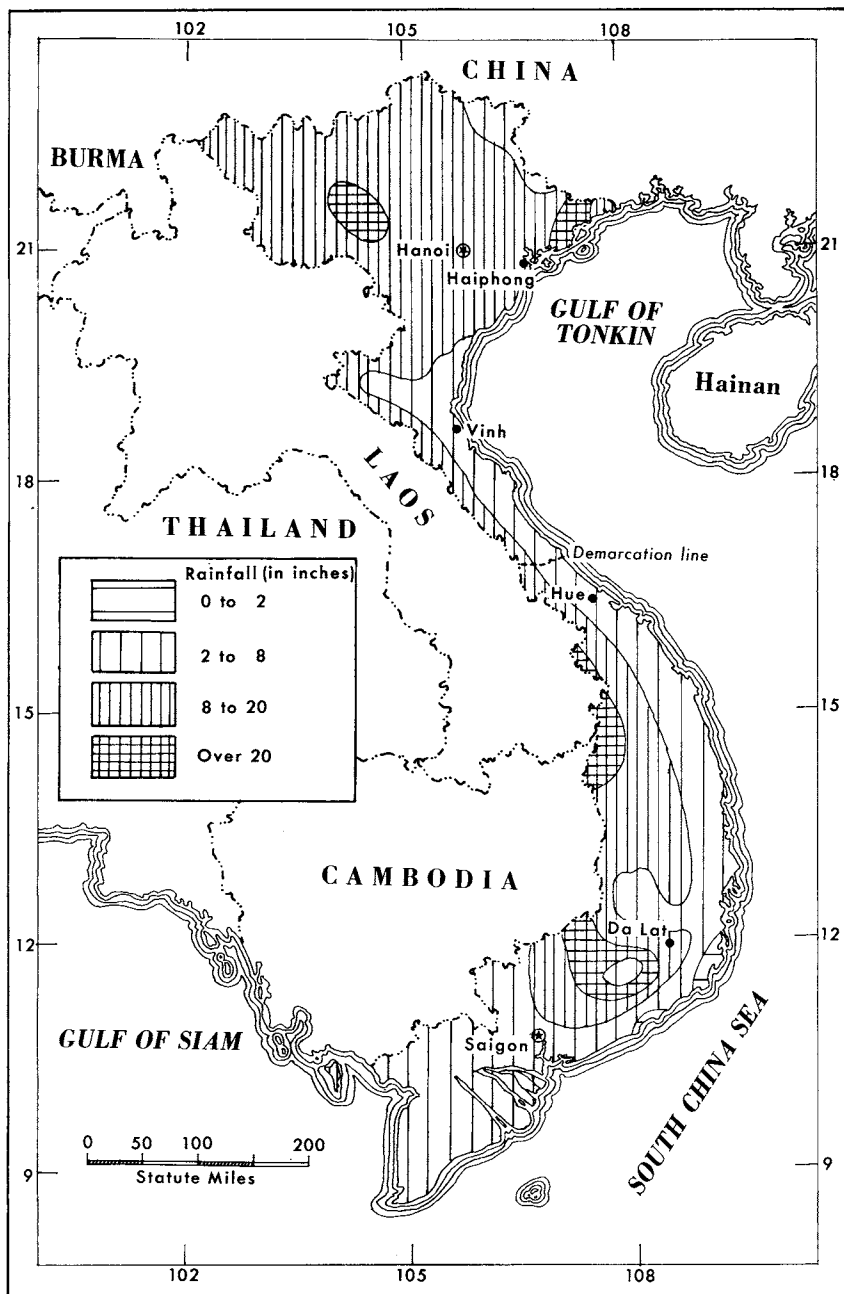 102 105 108
CHINA
BURMA
21 Hanoi 21
Haiphong
GULF OF
TONKIN
Hainan
Vinh
18 LAOS 18
THAILAND
Demarcation line
Rainfall (in inches)
0 to 2
Hue
2 to 8
15 8 to 20 15
Over 20
CAMBODIA
Da Lat
12 12
GULF OF SIAM
Saigon
SOUTH CHINA SEA
0 50 100 200
Statute Miles
9 9
102 105 108